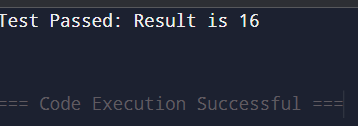 Test Passed: Result is 16
=== Code Execution Successful ===